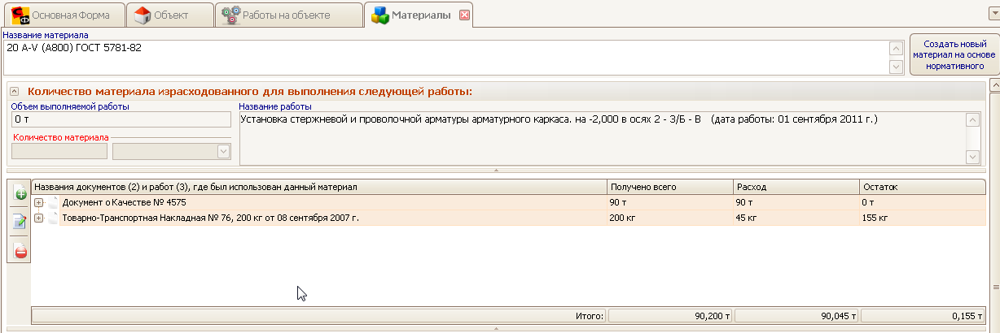 Основная Форма
Объект
Работы на объекте
Материалы
Название материала
20 А-V (А800) ГОСТ 5781-82
Создать новый
материал на основе
нормативного
Количество материала израсходованного для выполнения следующей работы:
Объем выполняемой работы
0 т
Количество материала
Название работы
Установка стержневой и проволочной арматуры арматурного каркаса. на -2,000 в осях 2 - 3/Б - В (дата работы: 01 сентября 2011 г.)
Названия документов (2) и работ (3), где был использован данный материал Получено всего Расход Остаток
Документ о Качестве № 4575 90 т 90 т 0 т
Товарно-Транспортная Накладная № 76, 200 кг от 08 сентября 2007 г. 200 кг 45 кг 155 кг
Итого: 90,200 т 90,045 т 0,155 т